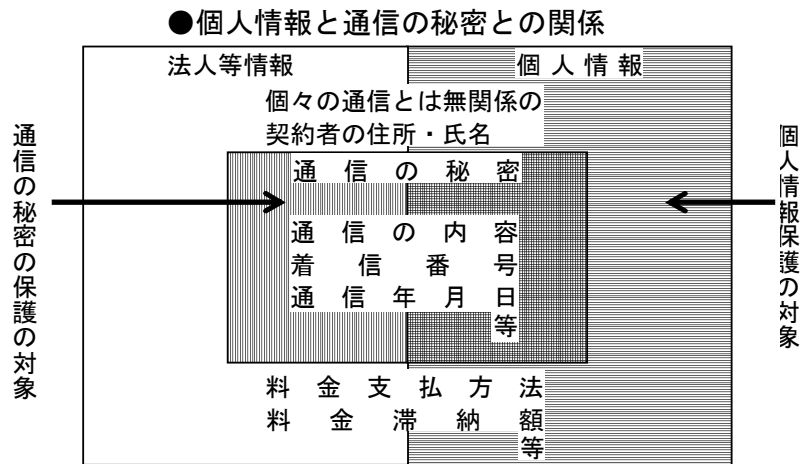 ●個人情報と通信の秘密との関係
法人等情報
個人情報
個々の通信とは無関係の
契約者の住所・氏名
通信の秘密の保護の対象
通信の秘密
個人情報保護の対象
通信の内容
着信番号
通信年月日
等
料金支払方法
料金滞納額
等